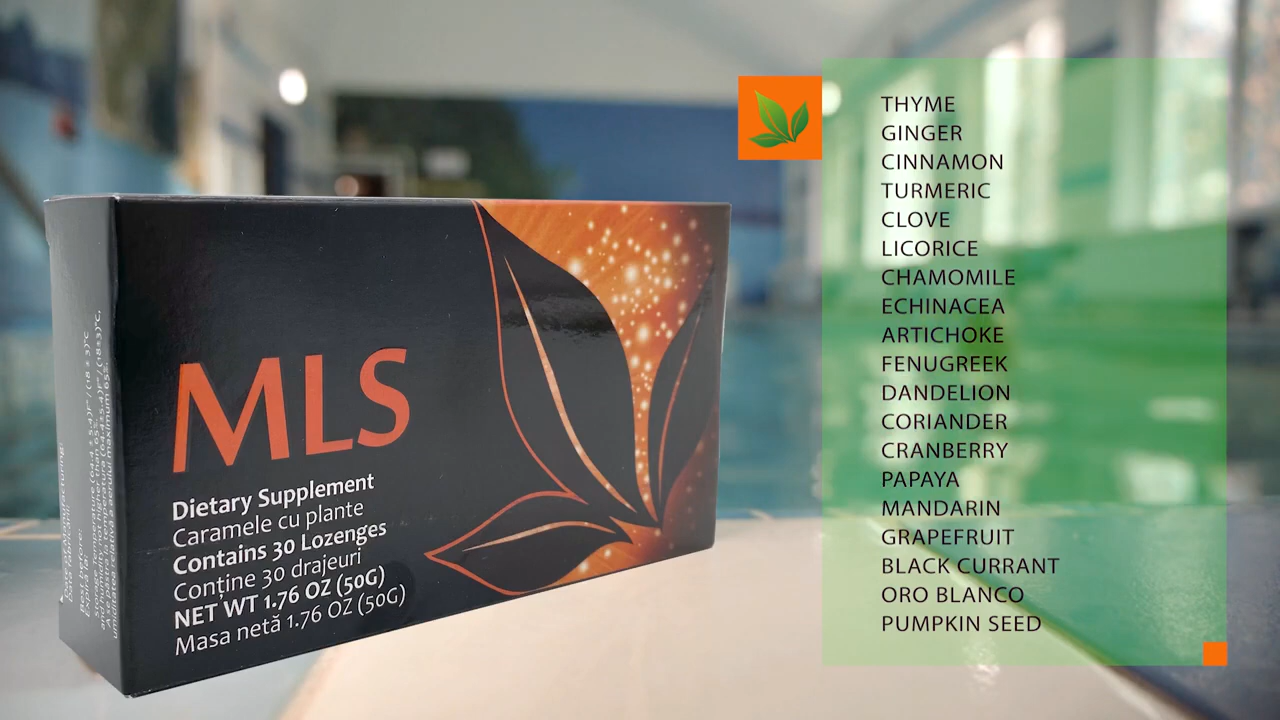 MLS
Dietary Supplement
Caramele cu plante
Contains 30 Lozenges
Conține 30 drajeuri
NET WT 1.76 OZ (50G)
Masa netă 1.76 OZ (50G)
THYME
GINGER
CINNAMON
TURMERIC
CLOVE
LICORICE
CHAMOMILE
ECHINACEA
ARTICHOKE
FENUGREEK
DANDELION
CORIANDER
CRANBERRY
PAPAYA
MANDARIN
GRAPEFRUIT
BLACK CURRANT
ORO BLANCO
PUMPKIN SEED